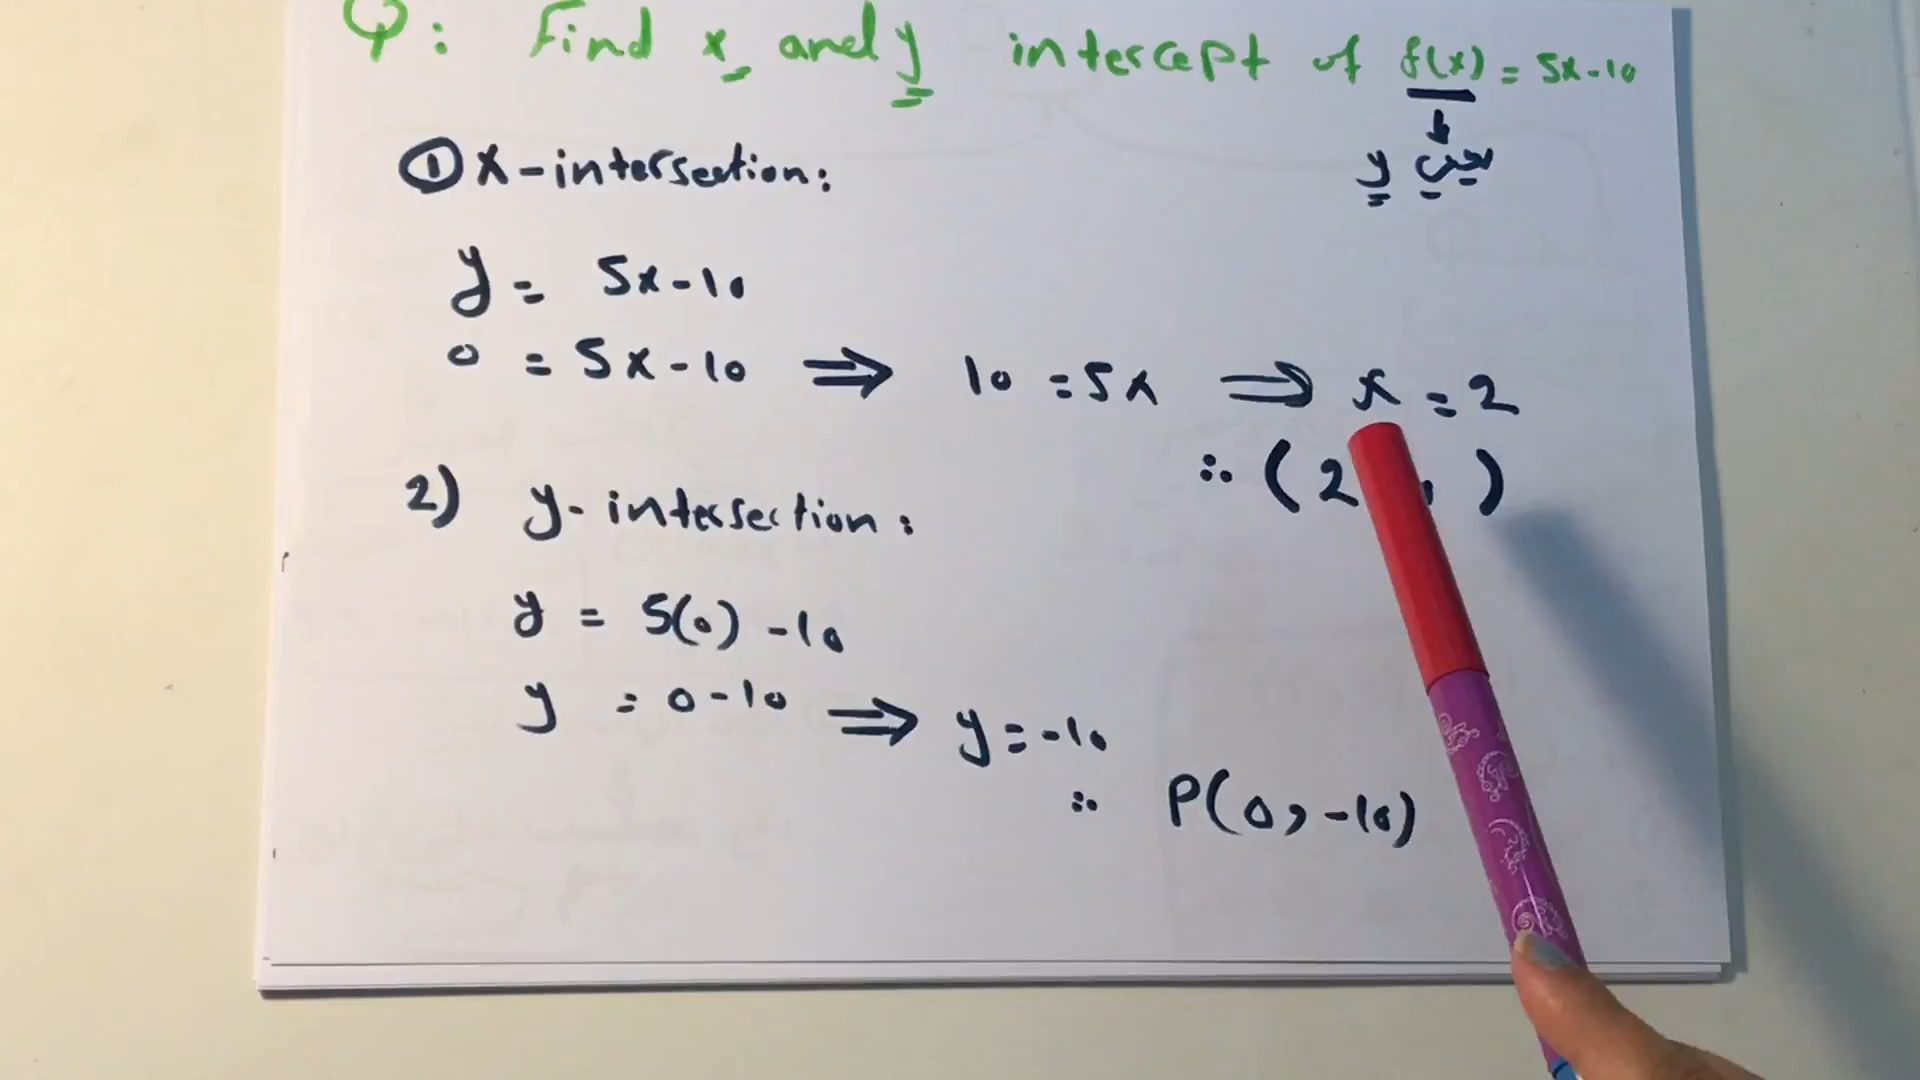 Q: Find x and y intercept of f(x) = 5x-10
y
① x-intersection:
y = 5x-10
0 = 5x-10 ⇒ 10 = 5x ⇒ x = 2
∴ (2 )
2) y-intersection:
y = 5(0) -10
y = 0-10 ⇒ y = -10
∴ P(0, -10)